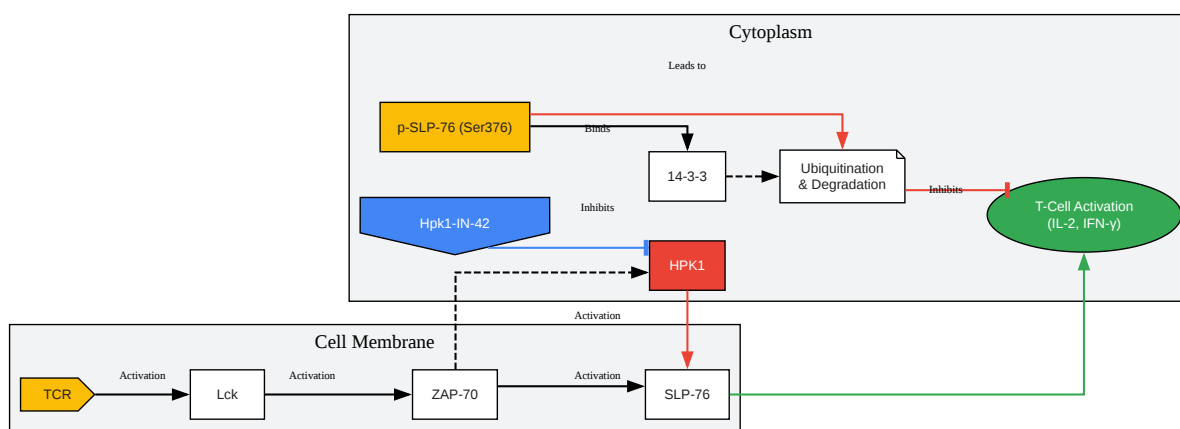 Cytoplasm
Leads to
p-SLP-76 (Ser376)
Binds
14-3-3
Ubiquitination
& Degradation
Inhibits
T-Cell Activation
(IL-2, IFN-γ)
Inhibits
Hpk1-IN-42
HPK1
Activation
Cell Membrane
TCR
Activation
Lck
Activation
ZAP-70
Activation
SLP-76